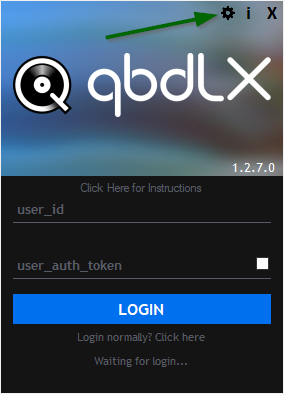 i X
qbdlx
1.2.7.0
Click Here for Instructions
user_id
user_auth_token
LOGIN
Login normally? Click here
Waiting for login...